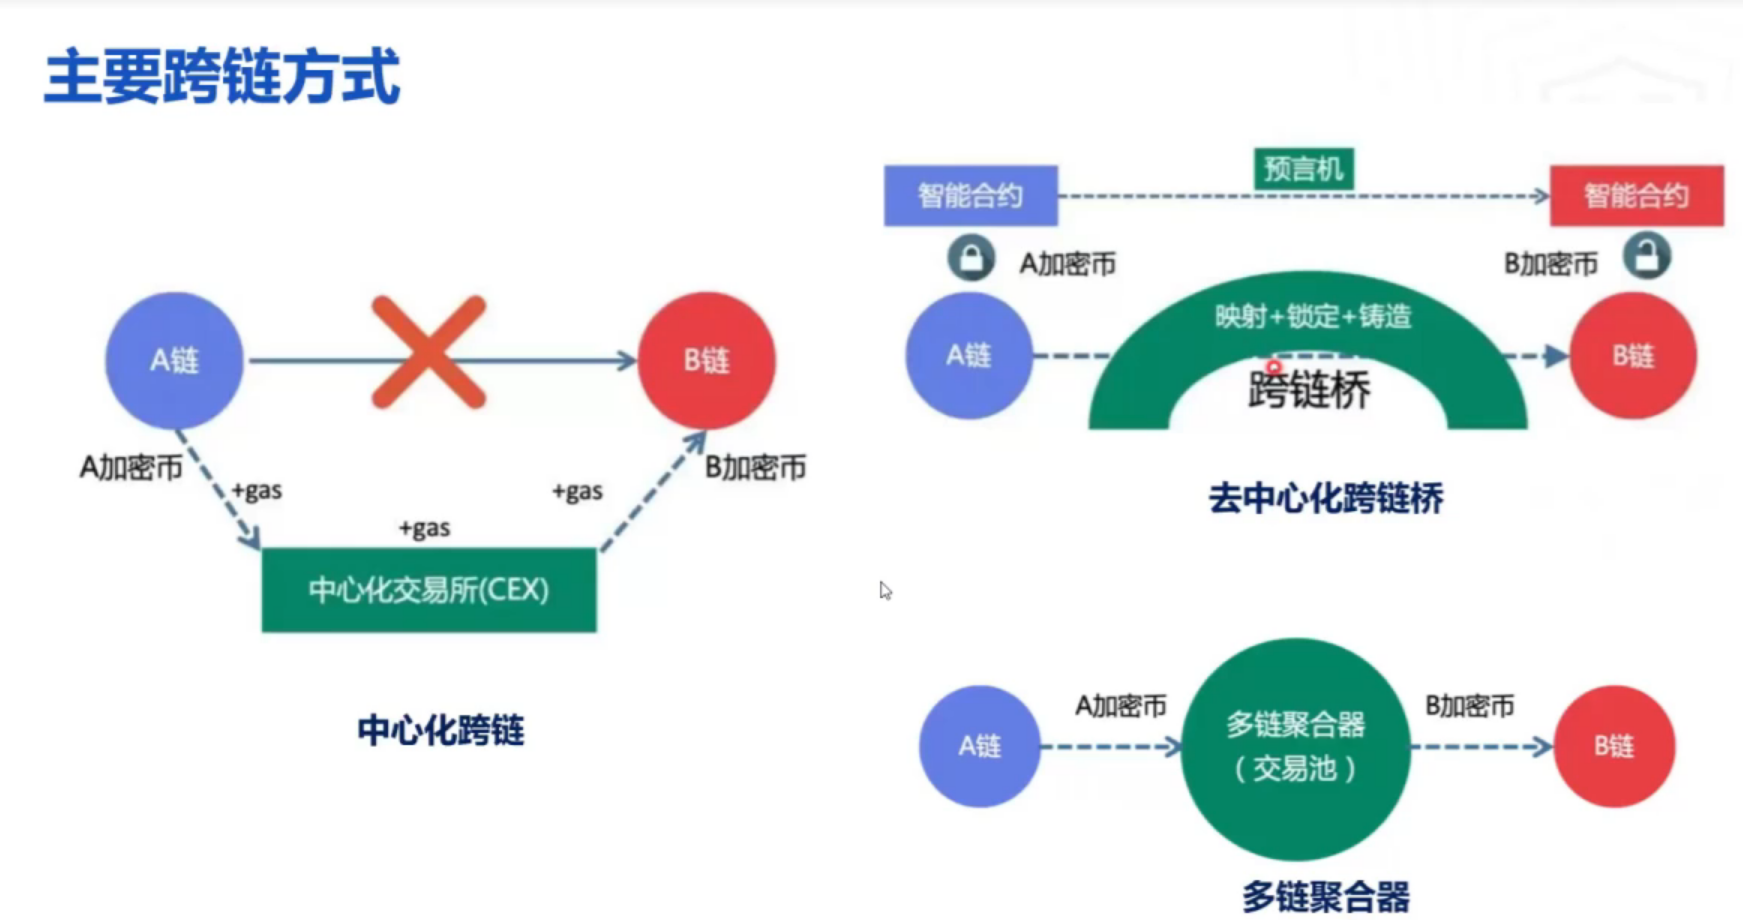 主要跨链方式
A链
B链
A加密币
B加密币
+gas
+gas
+gas
中心化交易所(CEX)
中心化跨链
智能合约
预言机
智能合约
A加密币
B加密币
映射+锁定+铸造
A链
B链
跨链桥
去中心化跨链桥
A链
A加密币
多链聚合器
（交易池）
B加密币
B链
多链聚合器